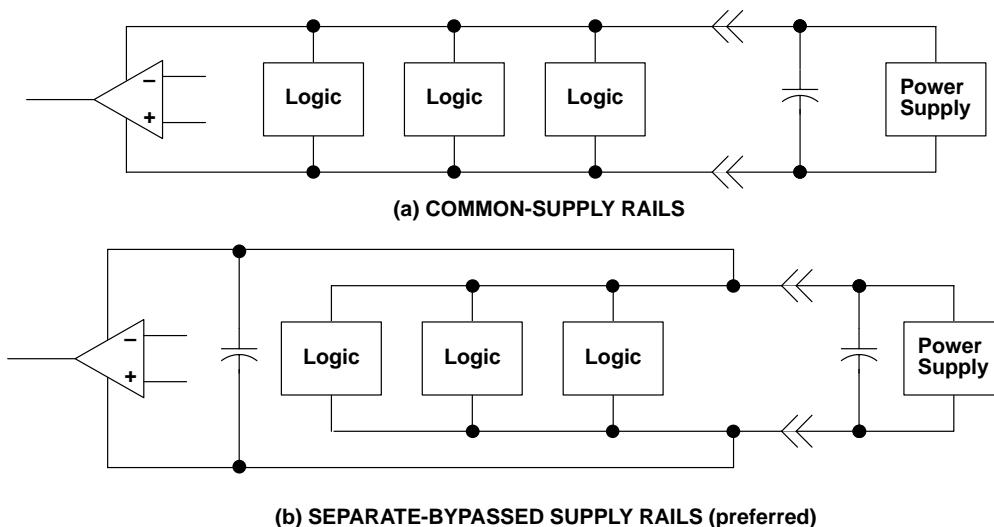 −
+
Logic
Logic
Logic
Power
Supply
(a) COMMON-SUPPLY RAILS
−
+
Logic
Logic
Logic
Power
Supply
(b) SEPARATE-BYPASSED SUPPLY RAILS (preferred)